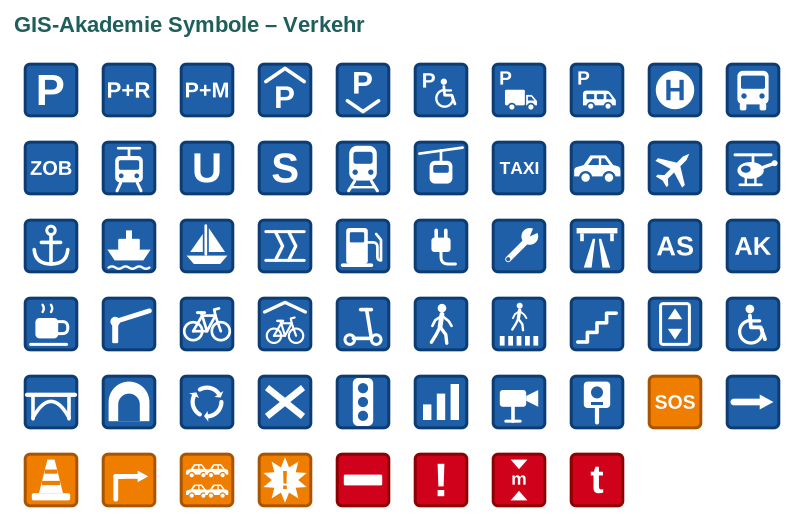 GIS-Akademie Symbole – Verkehr
P P+R P+M P P P P P H
ZOB U S TAXI
AS AK
SOS
! ! m t